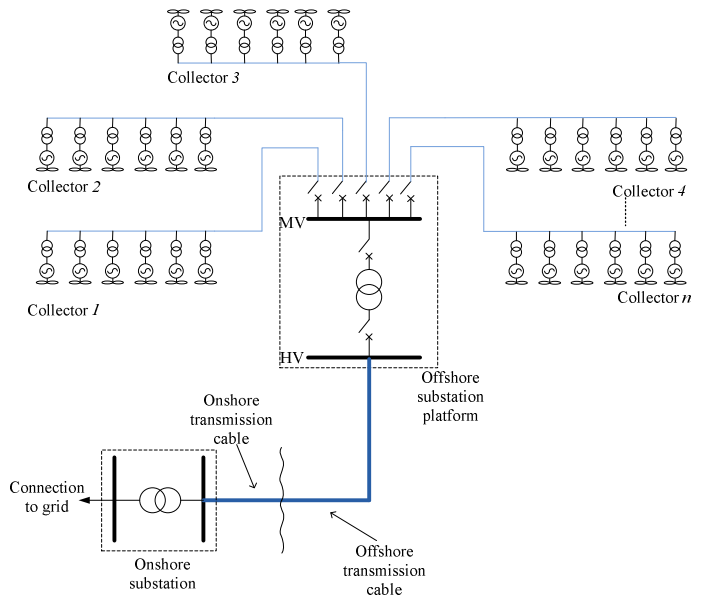 Collector 3
Collector 2
Collector 4
MV
Collector 1
Collector n
HV
Offshore
substation
platform
Onshore
transmission
cable
Connection
to grid
Onshore
substation
Offshore
transmission
cable